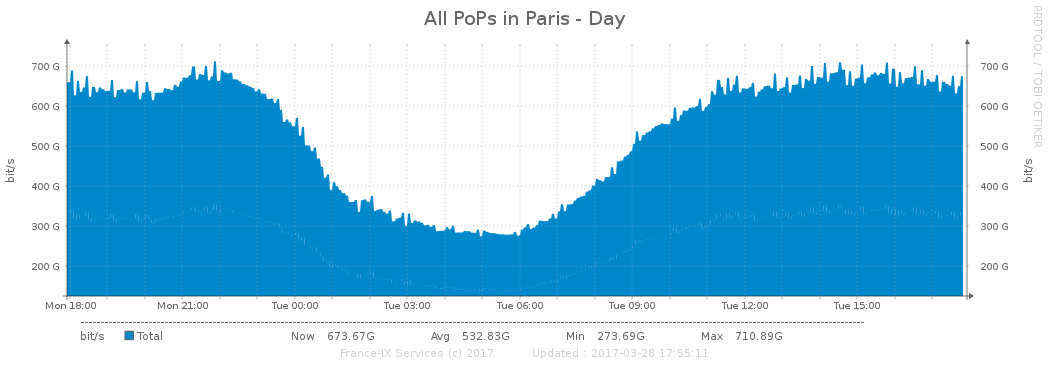 All PoPs in Paris - Day
RRDTOOL / TOBI OETIKER
bit/s
700 G
600 G
500 G
400 G
300 G
200 G
700 G
600 G
500 G
400 G
300 G
200 G
bit/s
Mon 18:00 Mon 21:00 Tue 00:00 Tue 03:00 Tue 06:00 Tue 09:00 Tue 12:00 Tue 15:00
bit/s Total Now 673.67G Avg 532.83G Min 273.69G Max 710.89G
France-IX Services (c) 2017 Updated : 2017-03-28 17:55:11